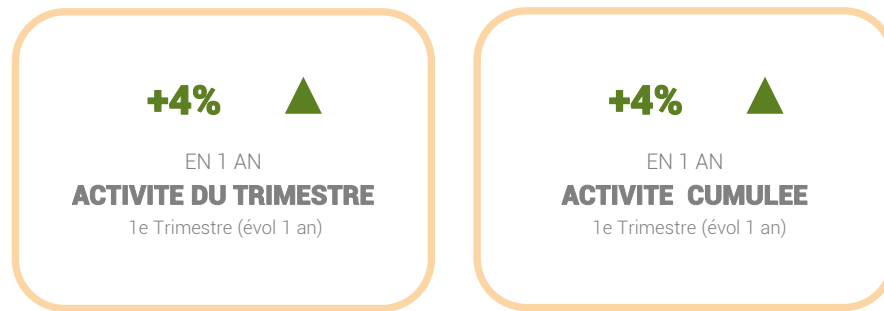 +4%
EN 1 AN
ACTIVITE DU TRIMESTRE
1e Trimestre (évol 1 an)
+4%
EN 1 AN
ACTIVITE CUMULEE
1e Trimestre (évol 1 an)